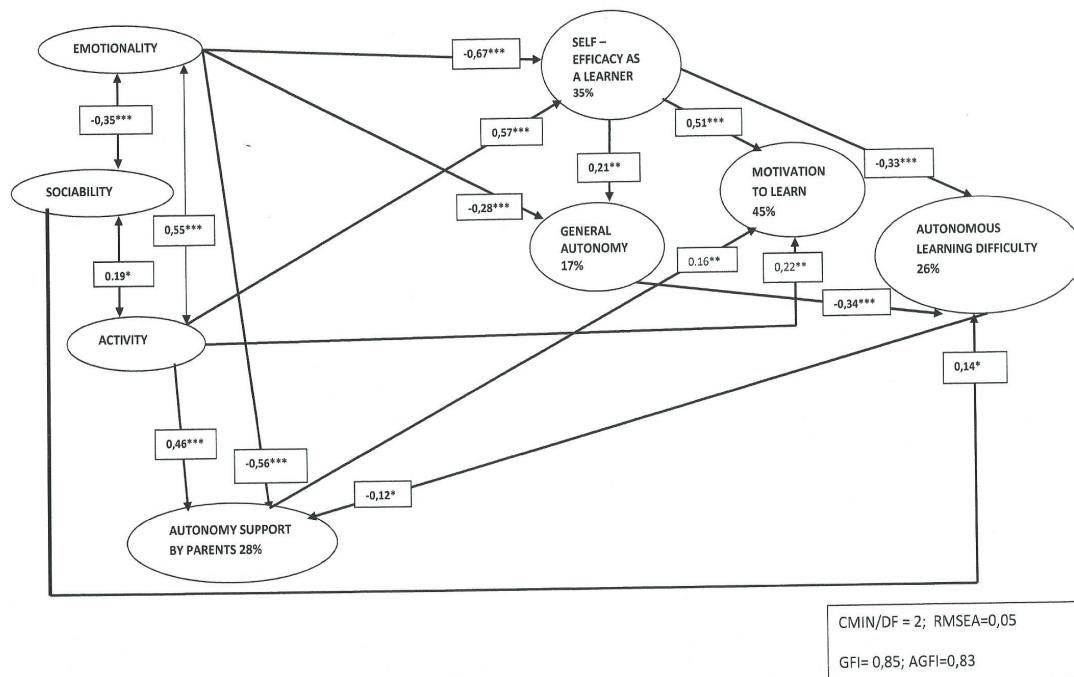 EMOTIONALITY
-0,67***
SELF –
EFFICACY AS
A LEARNER
35%
-0,35***
0,57***
0,51***
0,21**
-0,33***
SOCIABILITY
MOTIVATION
TO LEARN
45%
-0,28***
0,55***
GENERAL
AUTONOMY
17%
0.16**
0,22**
AUTONOMOUS
LEARNING DIFFICULTY
26%
0.19*
-0,34***
ACTIVITY
0,14*
0,46***
-0,56***
-0,12*
AUTONOMY SUPPORT
BY PARENTS 28%
CMIN/DF = 2; RMSEA=0,05
GFI= 0,85; AGFI=0,83